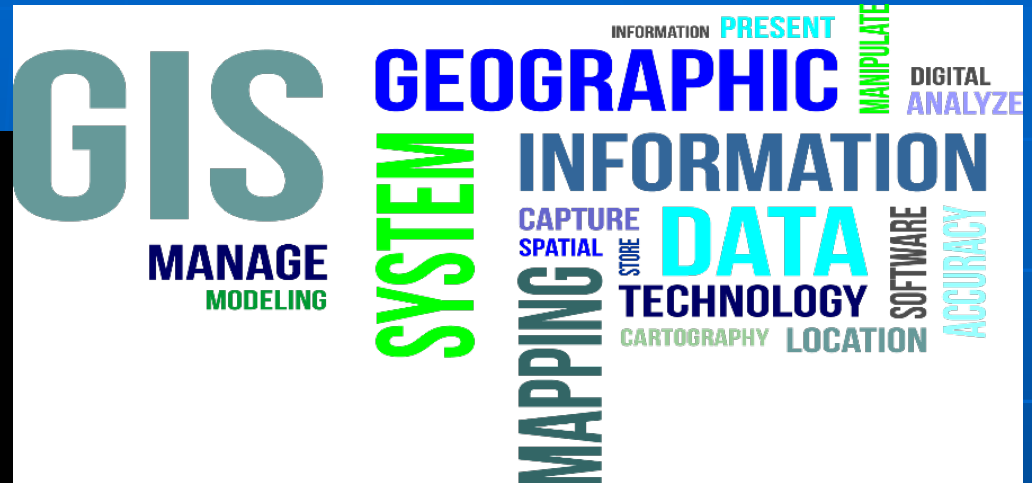 GIS
MANAGE
MODELING
INFORMATION PRESENT
GEOGRAPHIC
MANIPULATE
DIGITAL
ANALYZE
SYSTEM
INFORMATION
CAPTURE
SPATIAL
STORE
DATA
TECHNOLOGY
SOFTWARE
ACCURACY
CARTOGRAPHY LOCATION
MAPPING